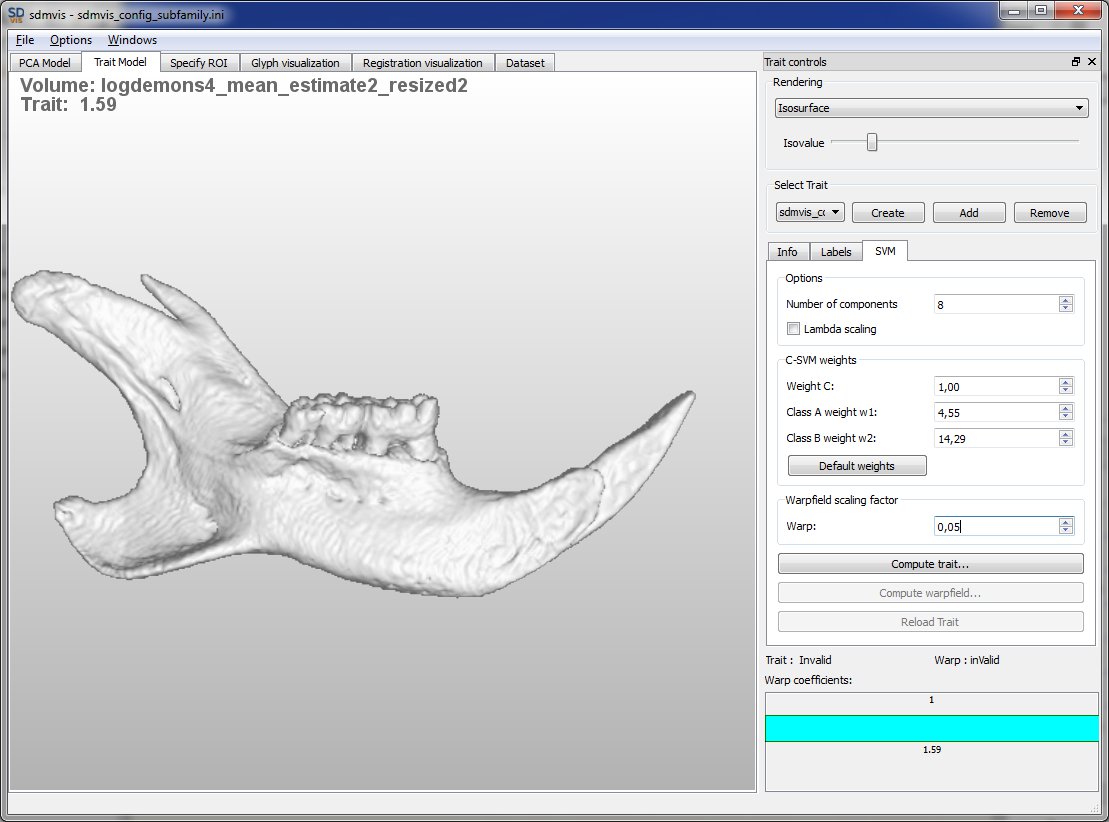 SD VIS sdmvis - sdmvis_config_subfamily.ini
File Options Windows
PCA Model Trait Model Specify ROI Glyph visualization Registration visualization Dataset
Volume: logdemons4_mean_estimate2_resized2
Trait: 1.59
Trait controls
Rendering
Isosurface
Isovalue
Select Trait
sdmvis_cc Create Add Remove
Info Labels SVM
Options
Number of components 8
Lambda scaling
C-SVM weights
Weight C: 1,00
Class A weight w1: 4,55
Class B weight w2: 14,29
Default weights
Warpfield scaling factor
Warp: 0,05
Compute trait...
Compute warpfield...
Reload Trait
Trait : Invalid Warp : inValid
Warp coefficients:
1
1.59